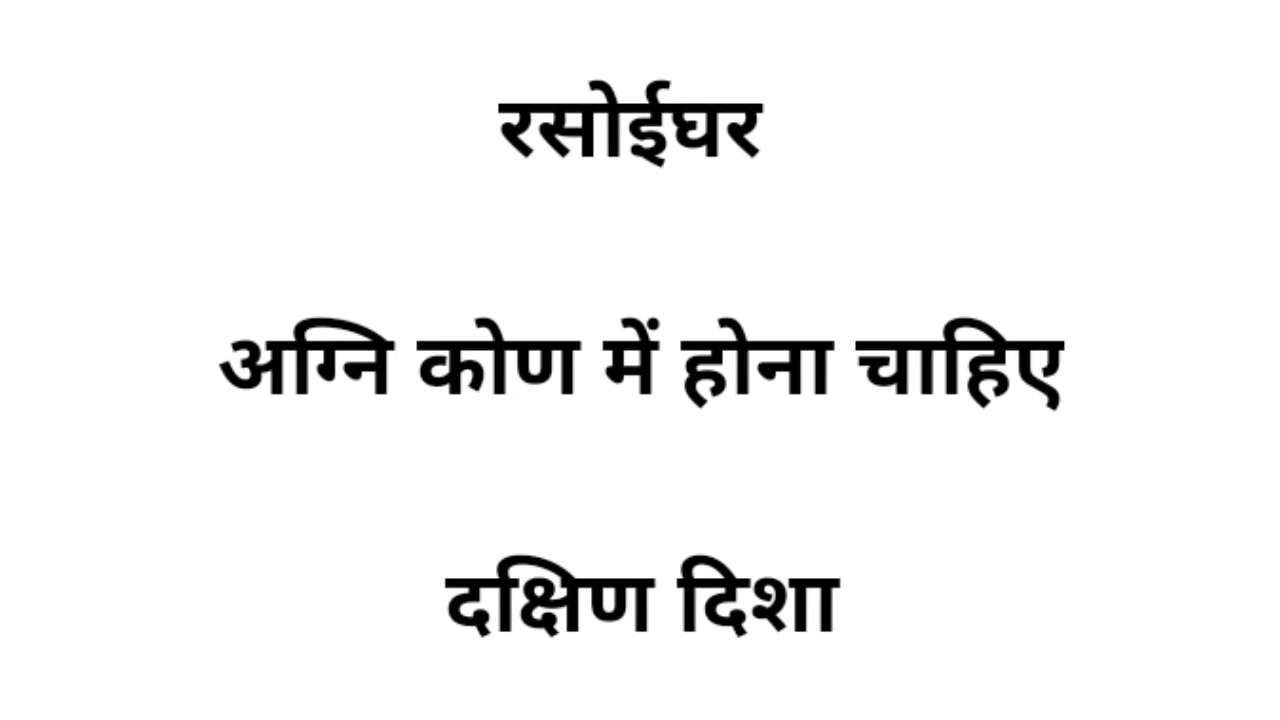 रसोईघर
अग्नि कोण में होना चाहिए
दक्षिण दिशा